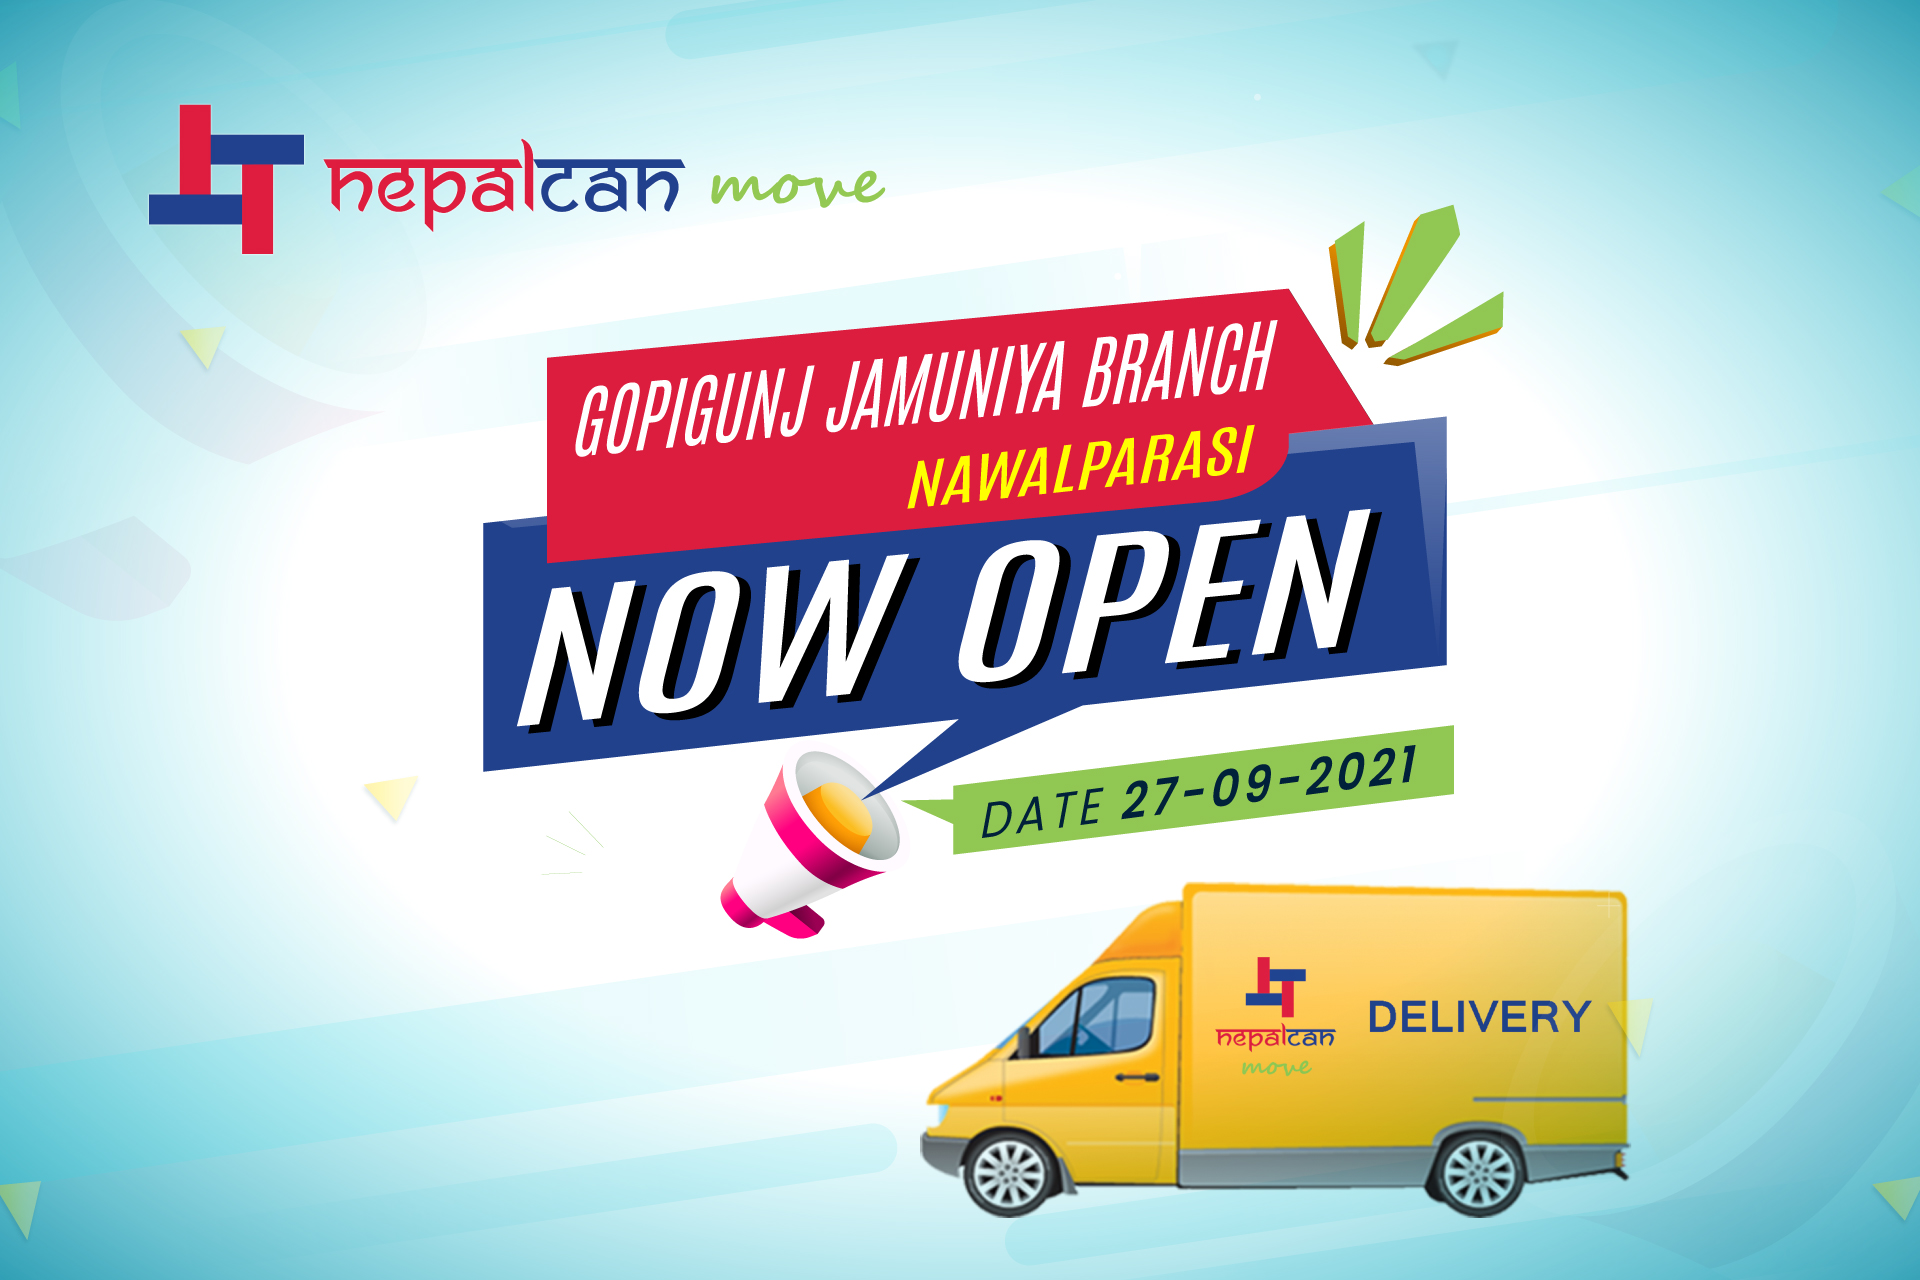 nepalcan move
GOPIGUNJ JAMUNIYA BRANCH
NAWALPARASI
NOW OPEN
DATE 27-09-2021
nepalcan
move
DELIVERY